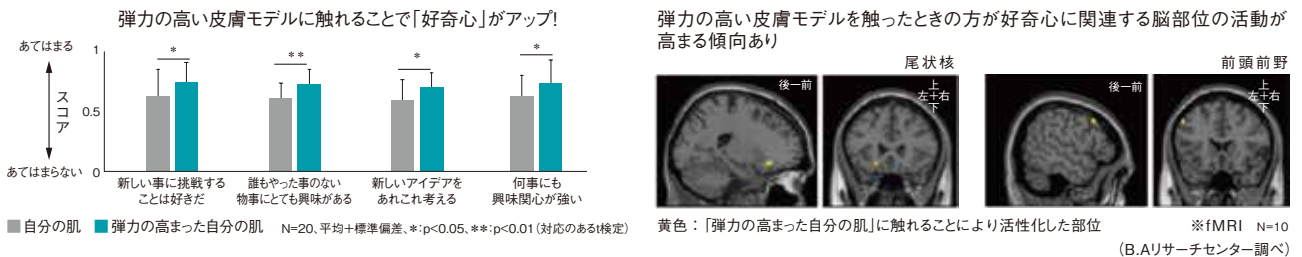 弾力の高い皮膚モデルに触れることで「好奇心」がアップ!
あてはまる
スコア
あてはまらない
1
0.5
0
*
**
*
*
新しい事に挑戦する
ことは好きだ
誰もやった事のない
物事にとても興味がある
新しいアイデアを
あれこれ考える
何事にも
興味関心が強い
自分の肌 弾力の高まった自分の肌 N=20、平均+標準偏差、*:p<0.05、**:p<0.01(対応のあるt検定)
弾力の高い皮膚モデルを触ったときの方が好奇心に関連する脳部位の活動が
高まる傾向あり
尾状核
前頭前野
後ー前
上
左+右
下
後ー前
上
左+右
下
黄色:「弾力の高まった自分の肌」に触れることにより活性化した部位
※fMRI N=10
(B.Aリサーチセンター調べ)